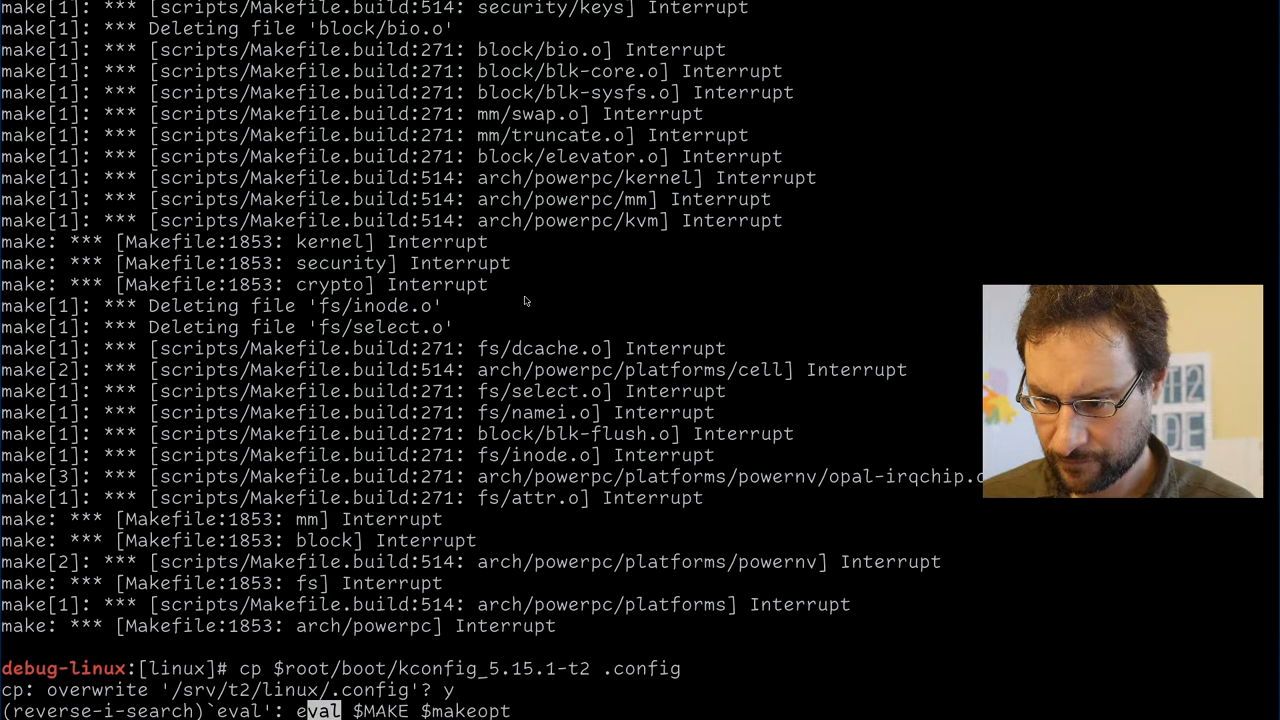 make[1]: *** [scripts/Makefile.build:514: security/keys] Interrupt
make[1]: *** Deleting file 'block/bio.o'
make[1]: *** [scripts/Makefile.build:271: block/bio.o] Interrupt
make[1]: *** [scripts/Makefile.build:271: block/blk-core.o] Interrupt
make[1]: *** [scripts/Makefile.build:271: block/blk-sysfs.o] Interrupt
make[1]: *** [scripts/Makefile.build:271: mm/swap.o] Interrupt
make[1]: *** [scripts/Makefile.build:271: mm/truncate.o] Interrupt
make[1]: *** [scripts/Makefile.build:271: block/elevator.o] Interrupt
make[1]: *** [scripts/Makefile.build:514: arch/powerpc/kernel] Interrupt
make[1]: *** [scripts/Makefile.build:514: arch/powerpc/mm] Interrupt
make[1]: *** [scripts/Makefile.build:514: arch/powerpc/kvm] Interrupt
make: *** [Makefile:1853: kernel] Interrupt
make: *** [Makefile:1853: security] Interrupt
make: *** [Makefile:1853: crypto] Interrupt
make[1]: *** Deleting file 'fs/inode.o'
make[1]: *** Deleting file 'fs/select.o'
make[1]: *** [scripts/Makefile.build:271: fs/dcache.o] Interrupt
make[2]: *** [scripts/Makefile.build:514: arch/powerpc/platforms/cell] Interrupt
make[1]: *** [scripts/Makefile.build:271: fs/select.o] Interrupt
make[1]: *** [scripts/Makefile.build:271: fs/namei.o] Interrupt
make[1]: *** [scripts/Makefile.build:271: block/blk-flush.o] Interrupt
make[1]: *** [scripts/Makefile.build:271: fs/inode.o] Interrupt
make[3]: *** [scripts/Makefile.build:271: arch/powerpc/platforms/powernv/opal-irqchip.
make[1]: *** [scripts/Makefile.build:271: fs/attr.o] Interrupt
make: *** [Makefile:1853: mm] Interrupt
make: *** [Makefile:1853: block] Interrupt
make[2]: *** [scripts/Makefile.build:514: arch/powerpc/platforms/powernv] Interrupt
make: *** [Makefile:1853: fs] Interrupt
make[1]: *** [scripts/Makefile.build:514: arch/powerpc/platforms] Interrupt
make: *** [Makefile:1853: arch/powerpc] Interrupt
debug-linux:[linux]# cp $root/boot/kconfig_5.15.1-t2 .config
cp: overwrite '/srv/t2/linux/.config'? y
(reverse-i-search)`eval': eval $MAKE $makeopt